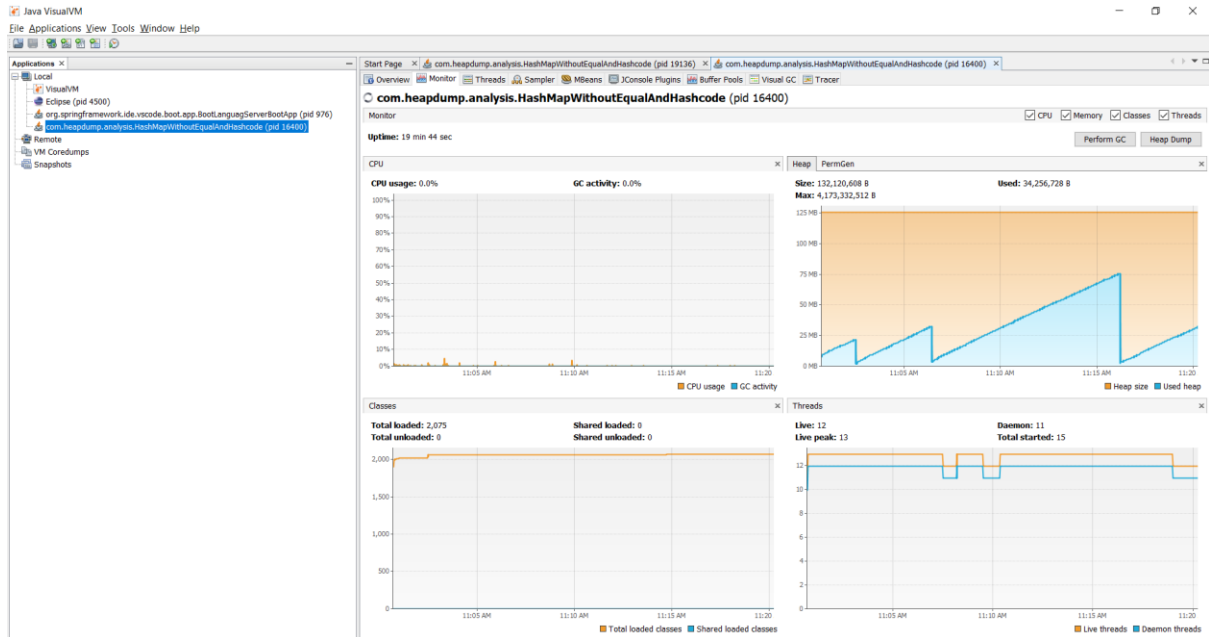 Java VisualVM
File Applications View Tools Window Help
Applications
Local
VisualVM
Eclipse (pid 4500)
org.springframework.ide.vscode.boot.app.BootLanguagServerBootApp (pid 976)
com.heapdump.analysis.HashMapWithoutEqualAndHashcode (pid 16400)
Remote
VM Coredumps
Snapshots
Start Page com.heapdump.analysis.HashMapWithoutEqualAndHashcode (pid 19136) com.heapdump.analysis.HashMapWithoutEqualAndHashcode (pid 16400)
Overview Monitor Threads Sampler MBeans JConsole Plugins Buffer Pools Visual GC Tracer
com.heapdump.analysis.HashMapWithoutEqualAndHashcode (pid 16400)
Monitor CPU Memory Classes Threads
Uptime: 19 min 44 sec
Perform GC Heap Dump
CPU
CPU usage: 0.0% GC activity: 0.0%
100%
90%
80%
70%
60%
50%
40%
30%
20%
10%
0%
11:05 AM 11:10 AM 11:15 AM 11:20
CPU usage GC activity
Heap PermGen
Size: 132,120,608 B Used: 34,256,728 B
Max: 4,173,332,512 B
125 MB
100 MB
75 MB
50 MB
25 MB
0 MB
11:05 AM 11:10 AM 11:15 AM 11:20
Heap size Used heap
Classes
Total loaded: 2,075 Shared loaded: 0
Total unloaded: 0 Shared unloaded: 0
2,000
1,500
1,000
500
0
11:05 AM 11:10 AM 11:15 AM 11:20
Total loaded classes Shared loaded classes
Threads
Live: 12 Daemon: 11
Live peak: 13 Total started: 15
12
10
8
6
4
2
0
11:05 AM 11:10 AM 11:15 AM 11:20
Live threads Daemon threads